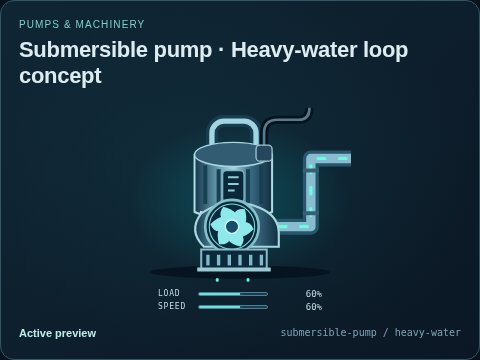 PUMPS & MACHINERY
Submersible pump · Heavy-water loop
concept
LOAD 60%
SPEED 60%
Active preview submersible-pump / heavy-water